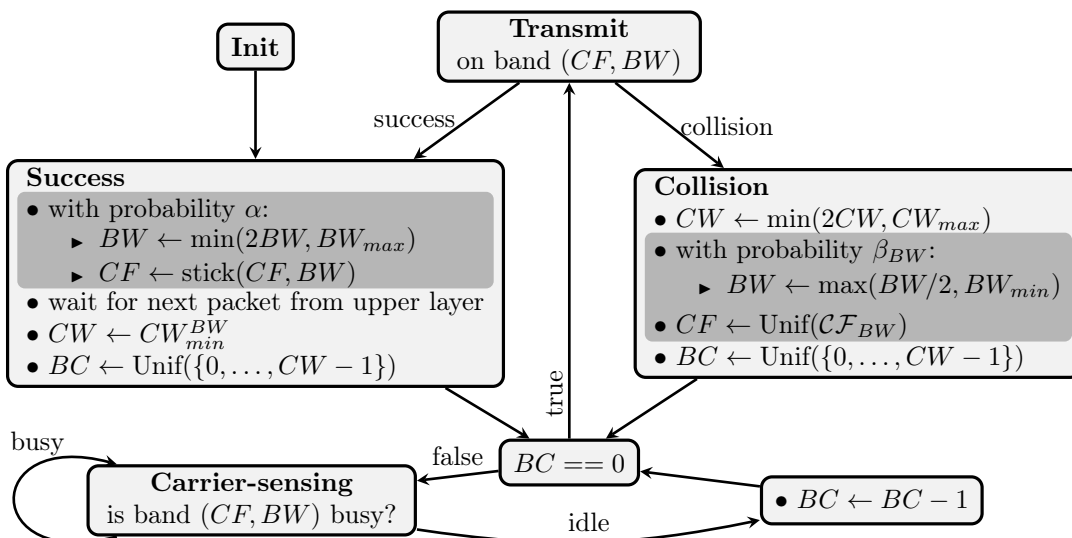 Init
Transmit
on band (CF, BW)
success
collision
Success
• with probability α:
▸ BW ← min(2BW, BW_max)
▸ CF ← stick(CF, BW)
• wait for next packet from upper layer
• CW ← CW_min^BW
• BC ← Unif({0, …, CW − 1})
Collision
• CW ← min(2CW, CW_max)
• with probability β_BW:
▸ BW ← max(BW/2, BW_min)
• CF ← Unif(𝒞ℱ_BW)
• BC ← Unif({0, …, CW − 1})
true
busy
false
BC == 0
Carrier-sensing
is band (CF, BW) busy?
idle
• BC ← BC − 1